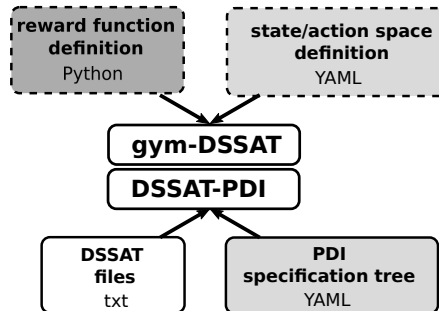 reward function
definition
Python
state/action space
definition
YAML
gym-DSSAT
DSSAT-PDI
DSSAT
files
txt
PDI
specification tree
YAML